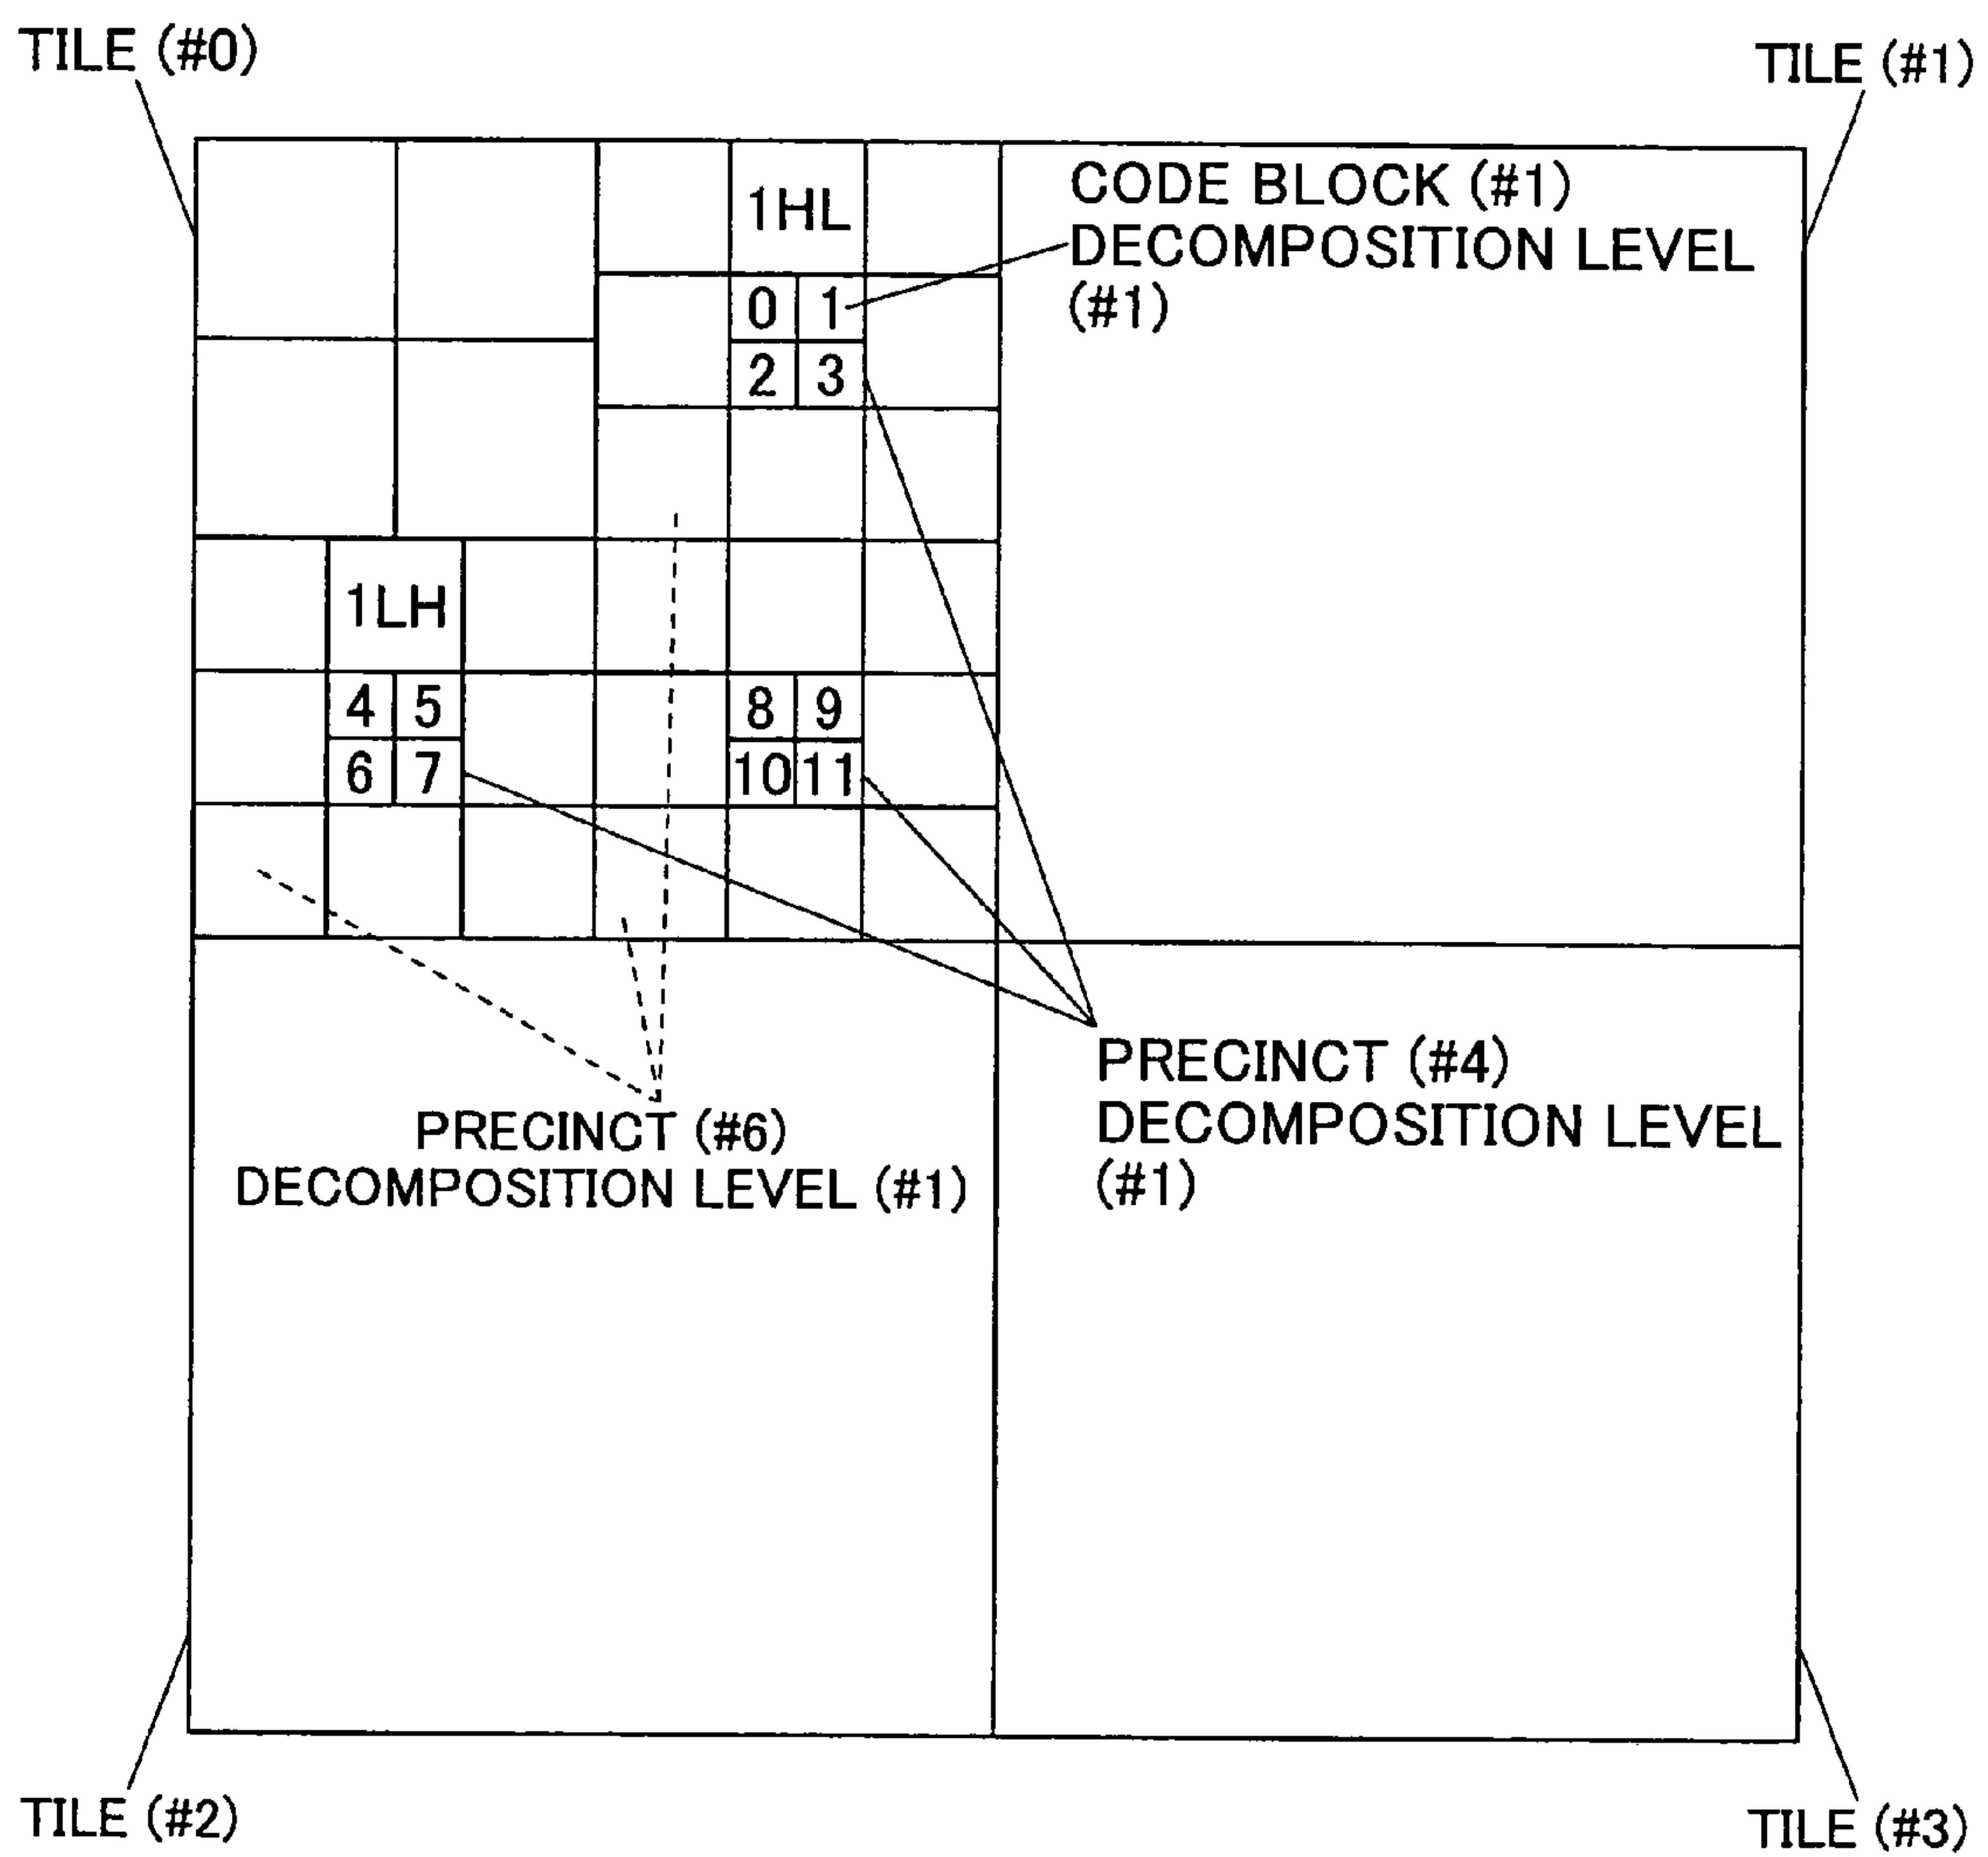 TILE (#0)
TILE (#1)
CODE BLOCK (#1)
DECOMPOSITION LEVEL
(#1)
1HL
0 1
2 3
1LH
4 5
6 7
8 9
10 11
PRECINCT (#4)
DECOMPOSITION LEVEL
(#1)
PRECINCT (#6)
DECOMPOSITION LEVEL (#1)
TILE (#2)
TILE (#3)